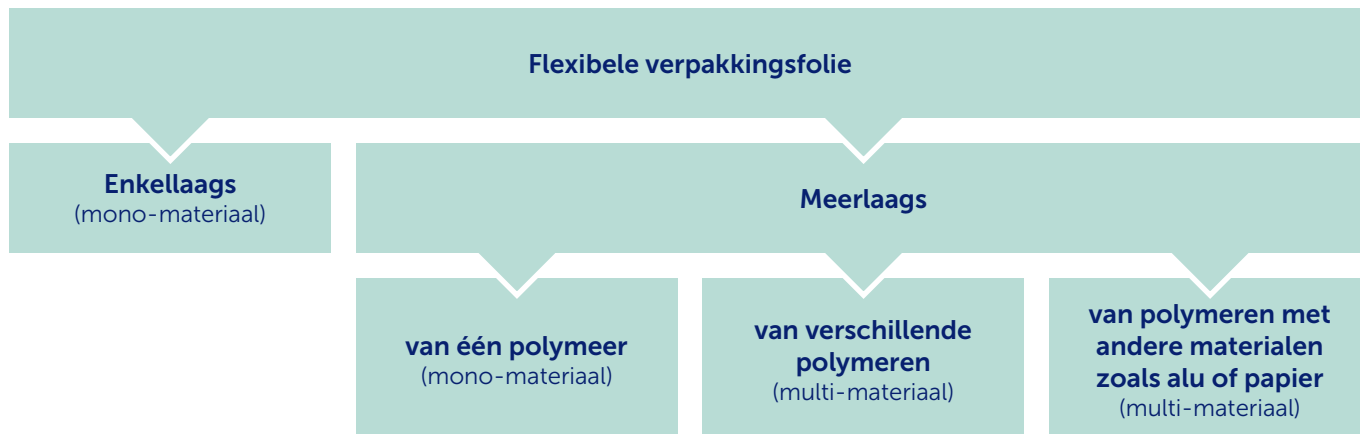 Flexibele verpakkingsfolie
Enkellaags
(mono-materiaal)
Meerlaags
van één polymeer
(mono-materiaal)
van verschillende
polymeren
(multi-materiaal)
van polymeren met
andere materialen
zoals alu of papier
(multi-materiaal)